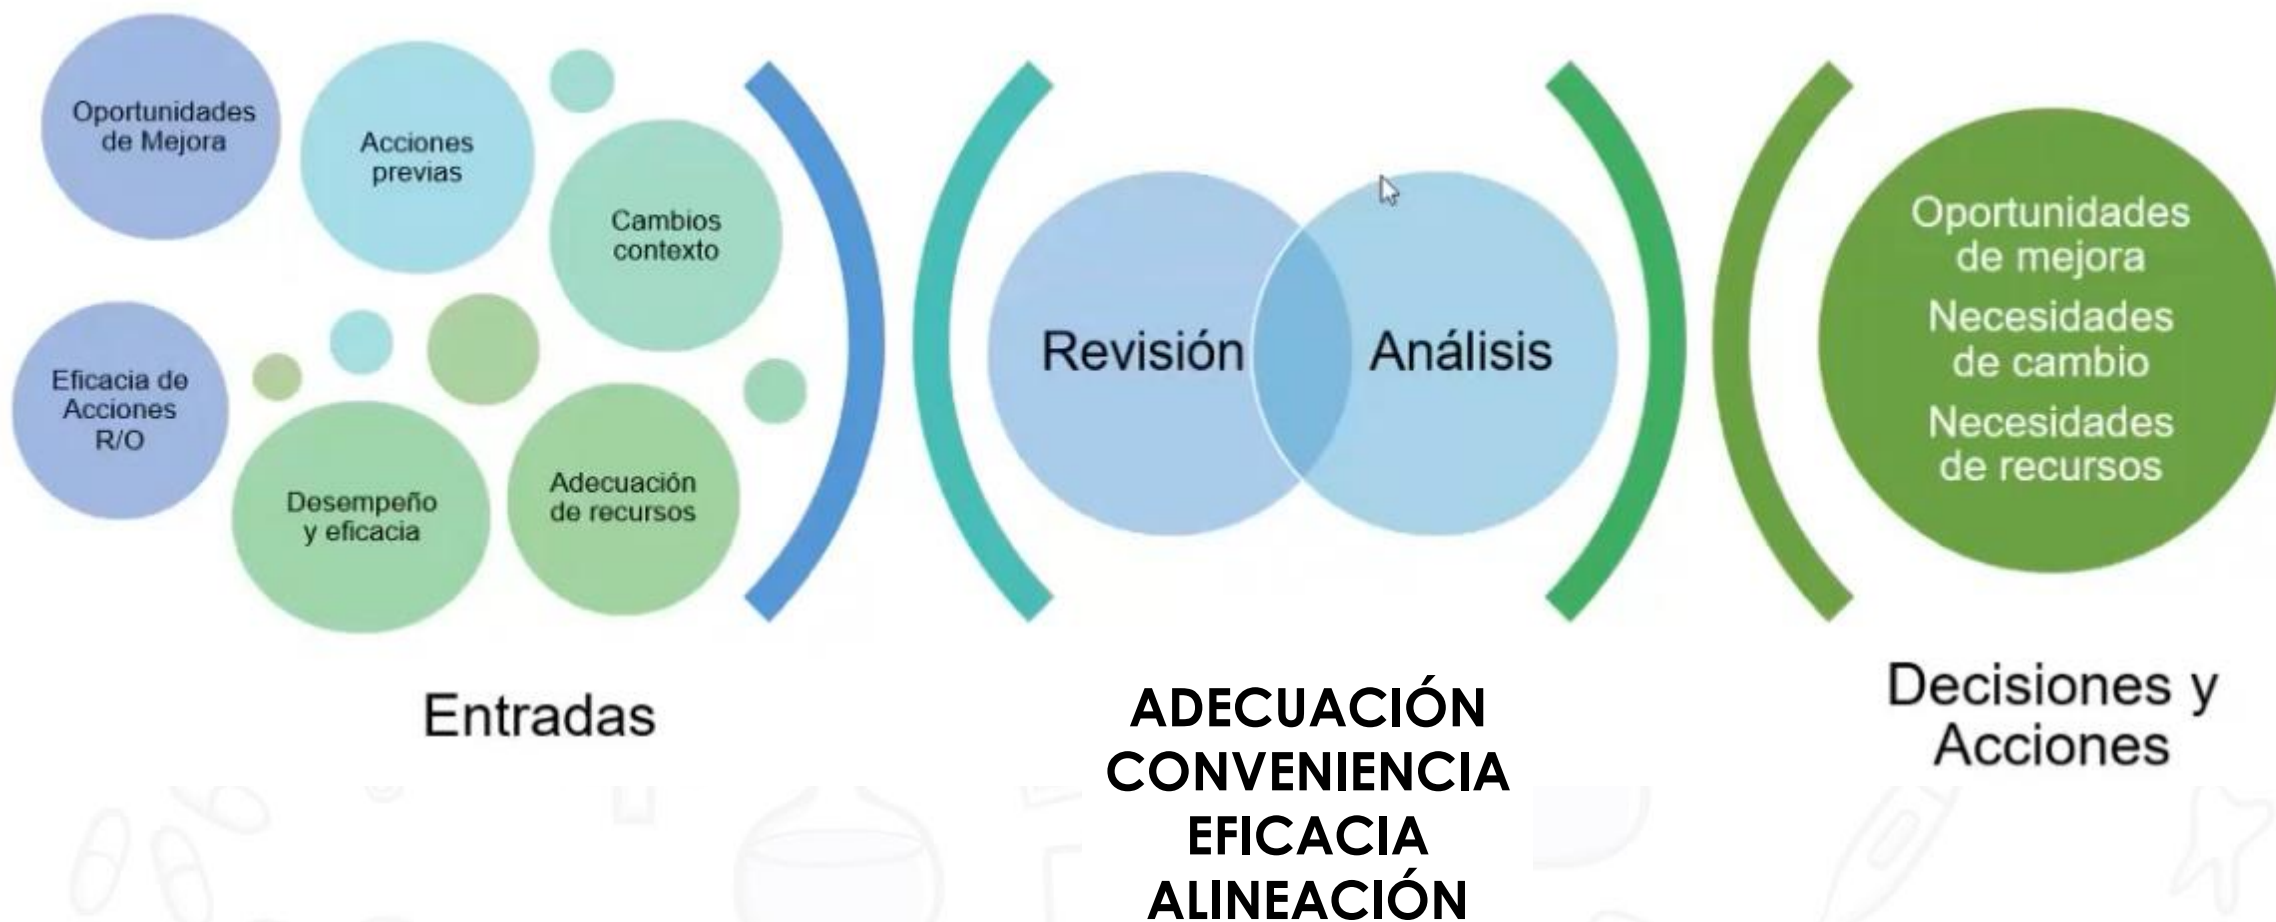 Oportunidades
de Mejora
Acciones
previas
Cambios
contexto
Eficacia de
Acciones
R/O
Desempeño
y eficacia
Adecuación
de recursos
Entradas
Revisión
Análisis
ADECUACIÓN
CONVENIENCIA
EFICACIA
ALINEACIÓN
Oportunidades
de mejora
Necesidades
de cambio
Necesidades
de recursos
Decisiones y
Acciones